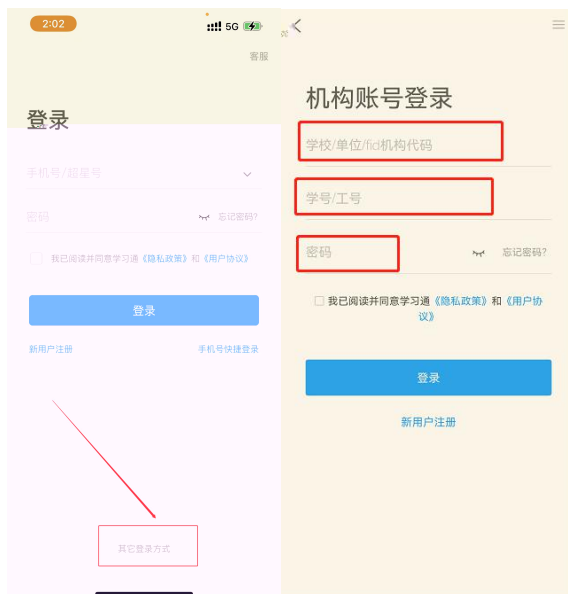 2:02
5G
客服
登录
手机号/超星号
密码
忘记密码?
我已阅读并同意学习通《隐私政策》和《用户协议》
登录
新用户注册
手机号快捷登录
其它登录方式
机构账号登录
学校/单位/fid机构代码
学号/工号
密码
忘记密码?
我已阅读并同意学习通《隐私政策》和《用户协
议》
登录
新用户注册